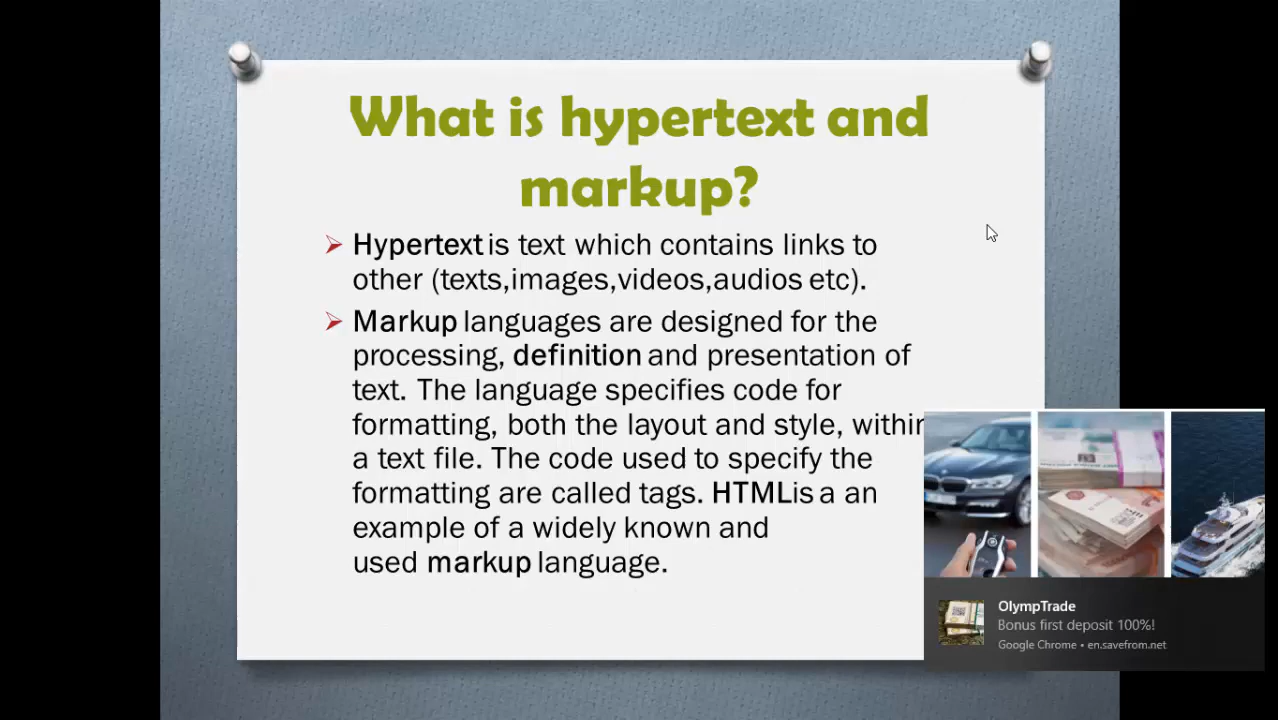 What is hypertext and
markup?
Hypertext is text which contains links to
other (texts,images,videos,audios etc).
Markup languages are designed for the
processing, definition and presentation of
text. The language specifies code for
formatting, both the layout and style, within
a text file. The code used to specify the
formatting are called tags. HTML is a an
example of a widely known and
used markup language.
OlympTrade
Bonus first deposit 100%!
Google Chrome • en.savefrom.net